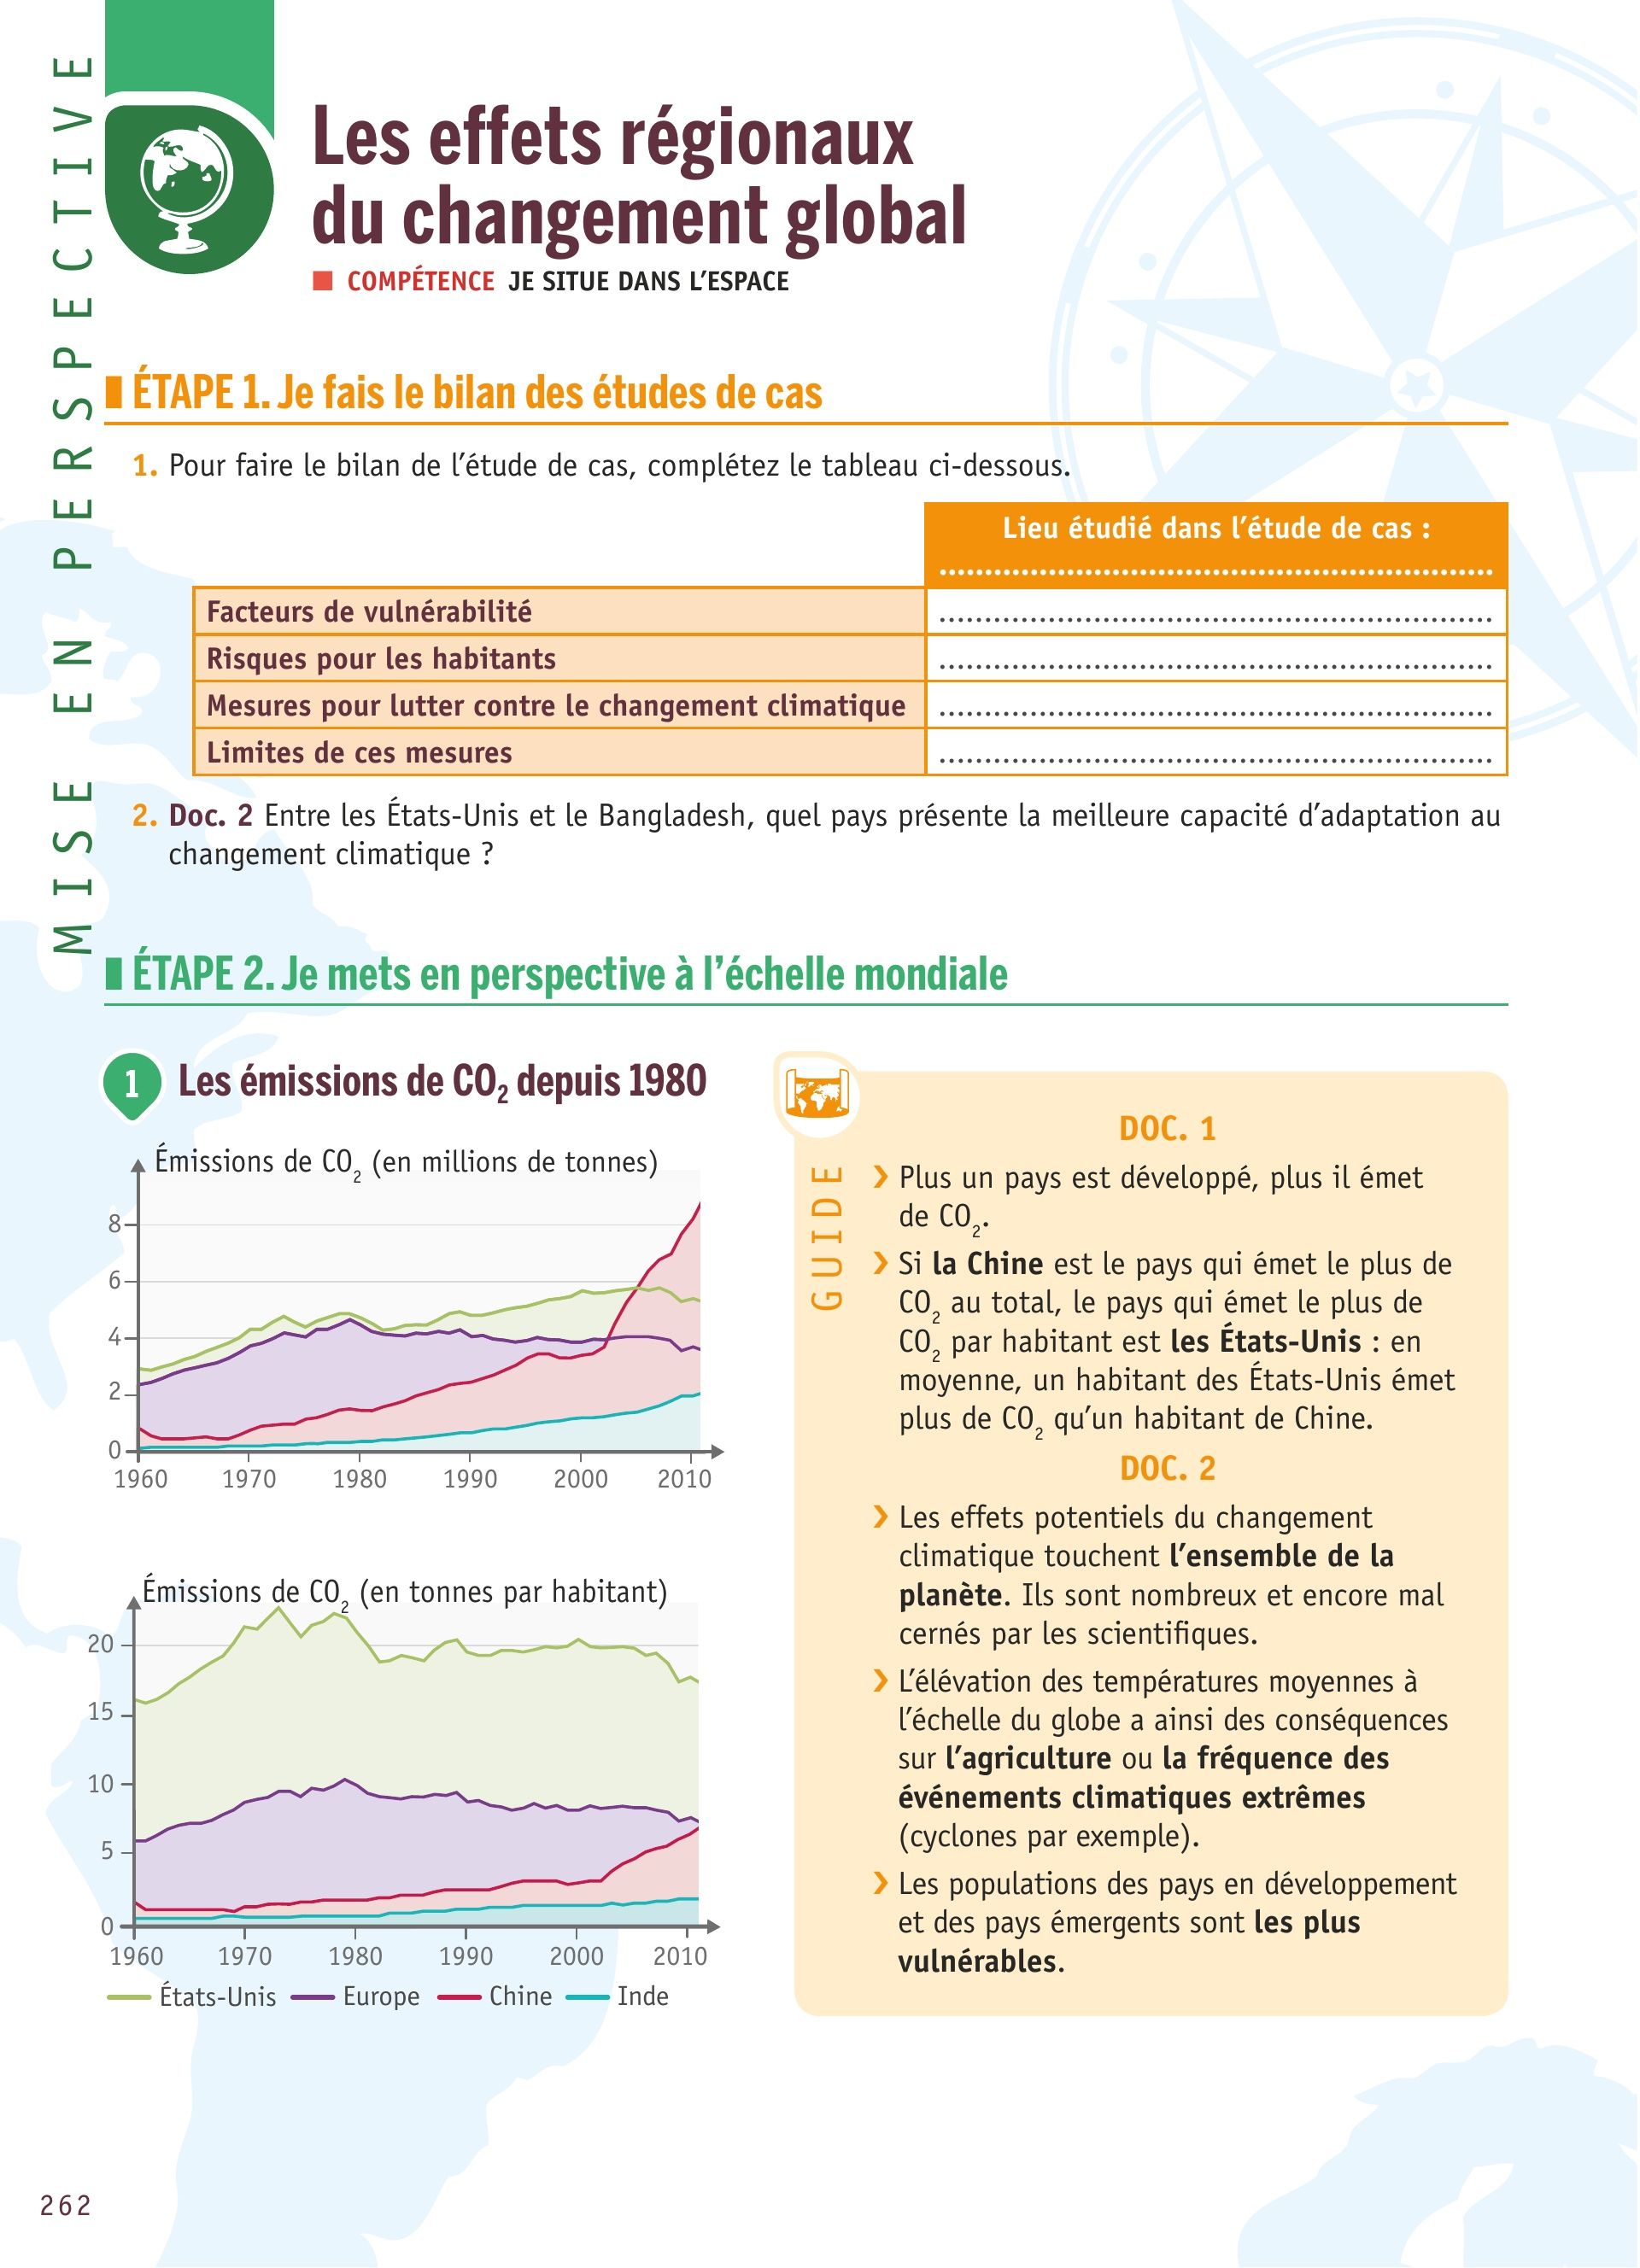 MISE EN PERSPECTIVE
Les effets régionaux
du changement global
COMPÉTENCE JE SITUE DANS L’ESPACE
ÉTAPE 1. Je fais le bilan des études de cas
1. Pour faire le bilan de l’étude de cas, complétez le tableau ci-dessous.
Lieu étudié dans l’étude de cas :
..........................................................
Facteurs de vulnérabilité ..........................................................
Risques pour les habitants ..........................................................
Mesures pour lutter contre le changement climatique ..........................................................
Limites de ces mesures ..........................................................
2. Doc. 2 Entre les États-Unis et le Bangladesh, quel pays présente la meilleure capacité d’adaptation au
changement climatique ?
ÉTAPE 2. Je mets en perspective à l’échelle mondiale
1 Les émissions de CO₂ depuis 1980
Émissions de CO₂ (en millions de tonnes)
8
6
4
2
0
1960 1970 1980 1990 2000 2010
Émissions de CO₂ (en tonnes par habitant)
20
15
10
5
0
1960 1970 1980 1990 2000 2010
États-Unis Europe Chine Inde
GUIDE
DOC. 1
❯ Plus un pays est développé, plus il émet
de CO₂.
❯ Si la Chine est le pays qui émet le plus de
CO₂ au total, le pays qui émet le plus de
CO₂ par habitant est les États-Unis : en
moyenne, un habitant des États-Unis émet
plus de CO₂ qu’un habitant de Chine.
DOC. 2
❯ Les effets potentiels du changement
climatique touchent l’ensemble de la
planète. Ils sont nombreux et encore mal
cernés par les scientifiques.
❯ L’élévation des températures moyennes à
l’échelle du globe a ainsi des conséquences
sur l’agriculture ou la fréquence des
événements climatiques extrêmes
(cyclones par exemple).
❯ Les populations des pays en développement
et des pays émergents sont les plus
vulnérables.
262